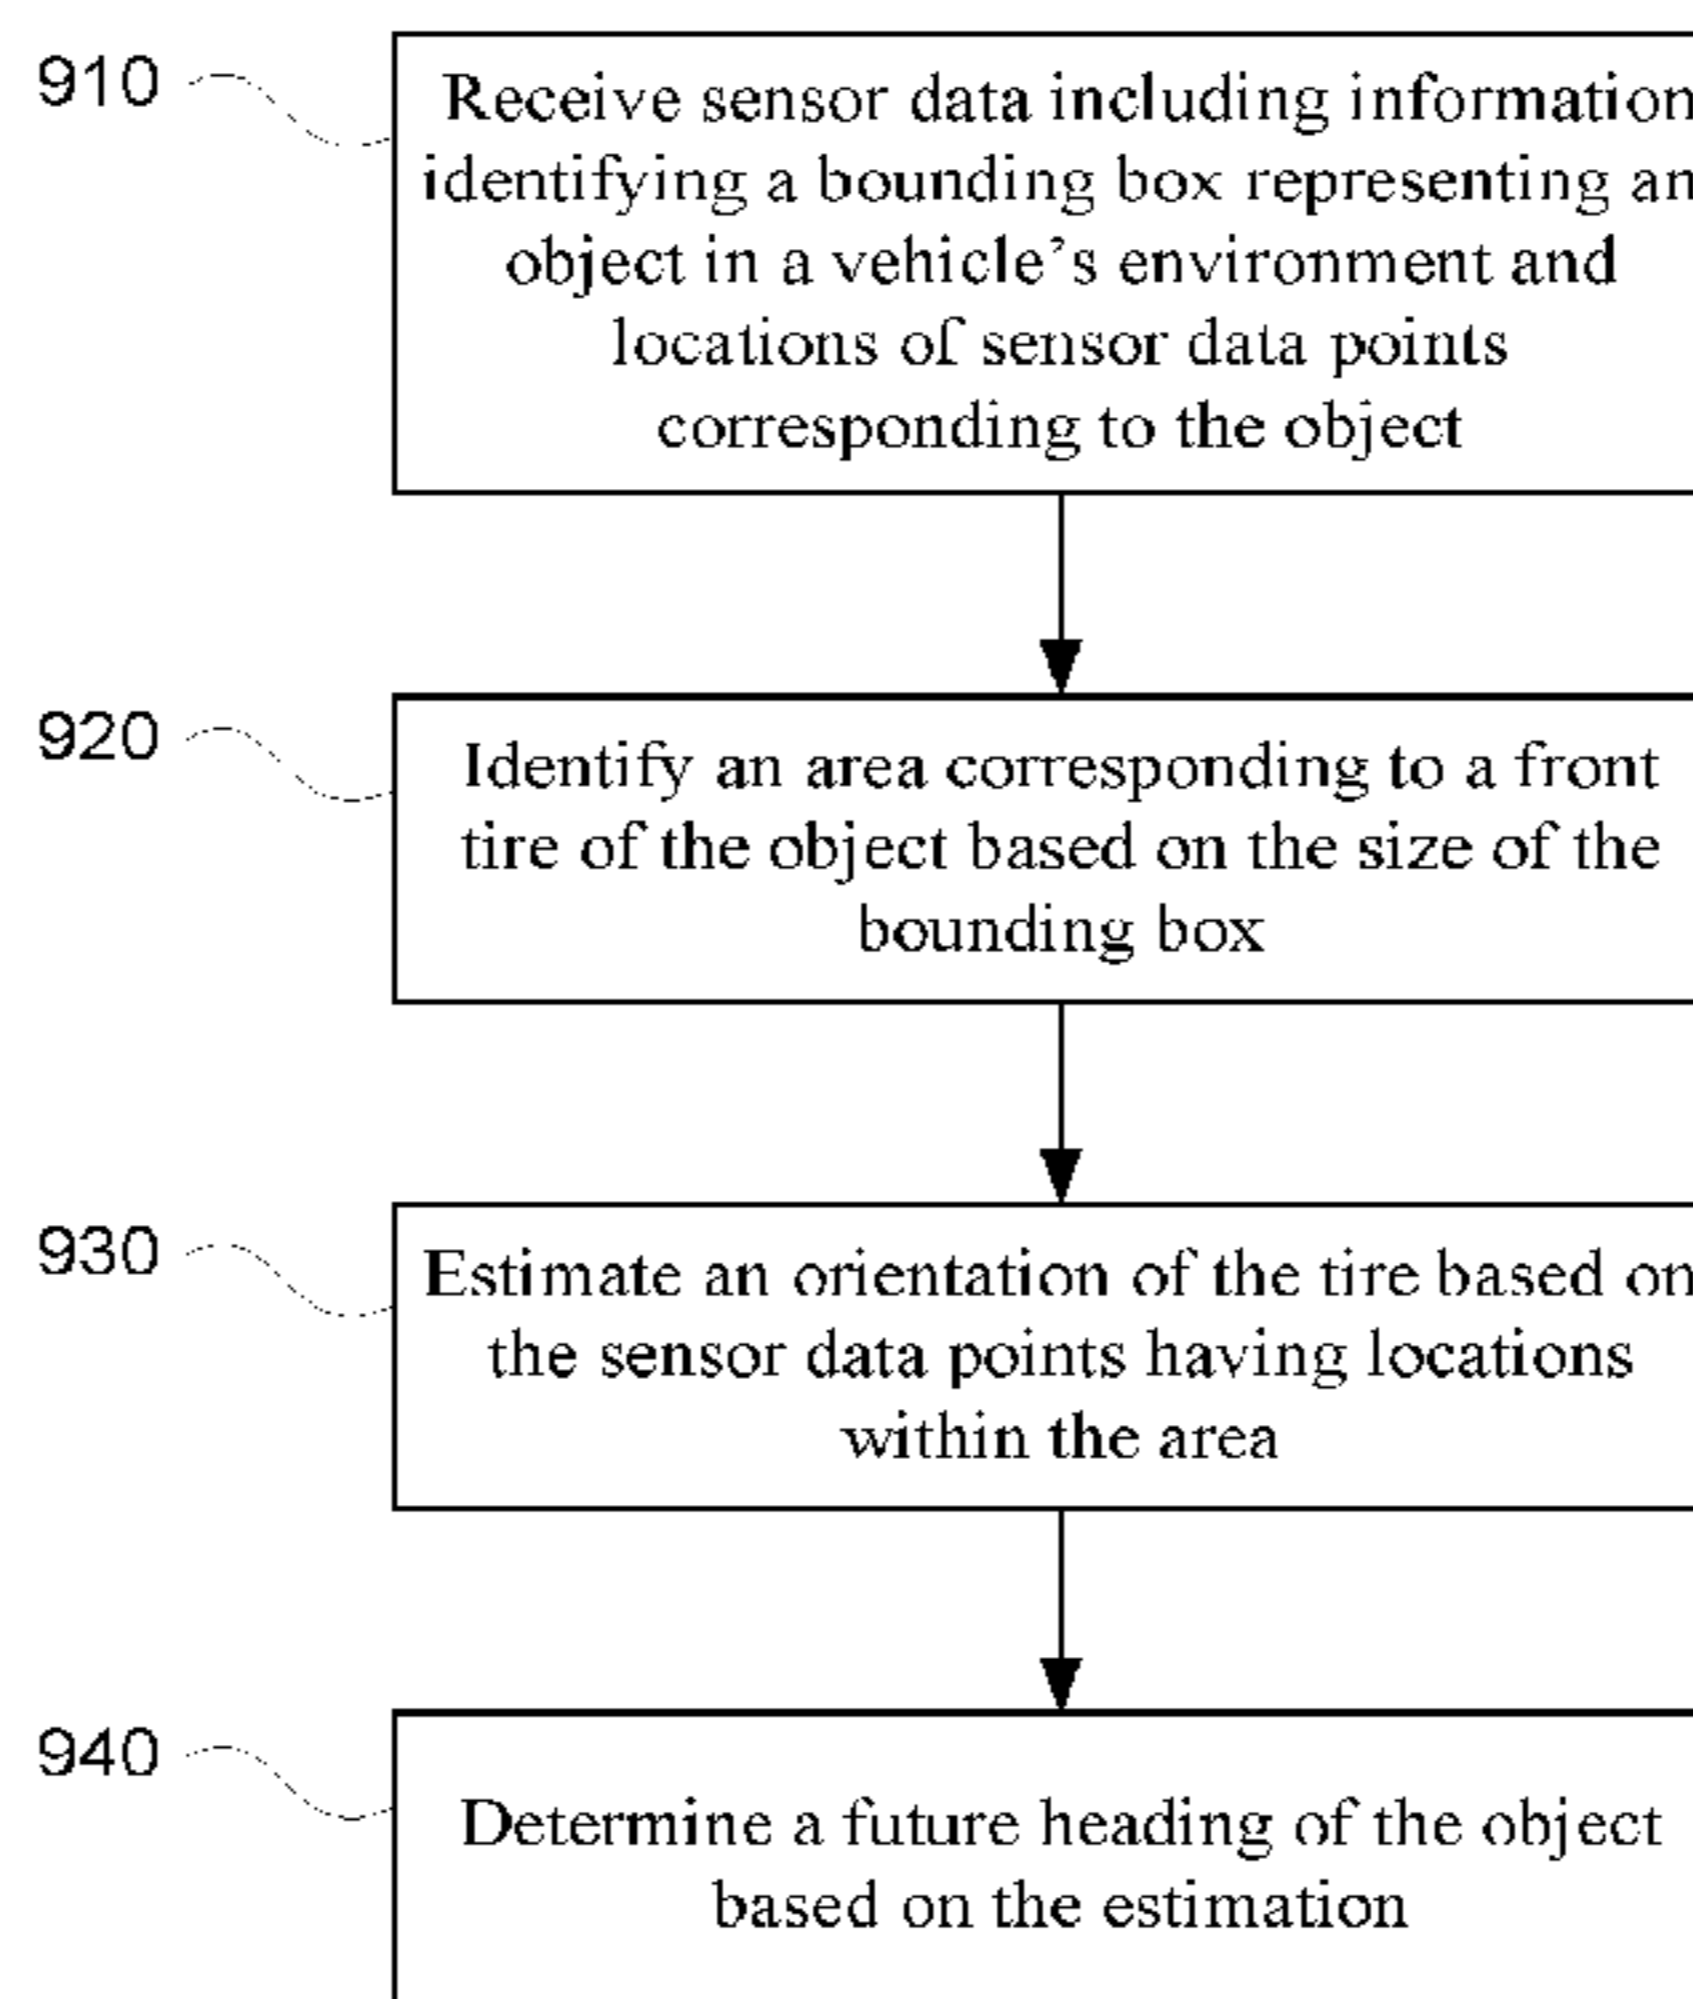 910
Receive sensor data including information
identifying a bounding box representing an
object in a vehicle's environment and
locations of sensor data points
corresponding to the object
920
Identify an area corresponding to a front
tire of the object based on the size of the
bounding box
930
Estimate an orientation of the tire based on
the sensor data points having locations
within the area
940
Determine a future heading of the object
based on the estimation